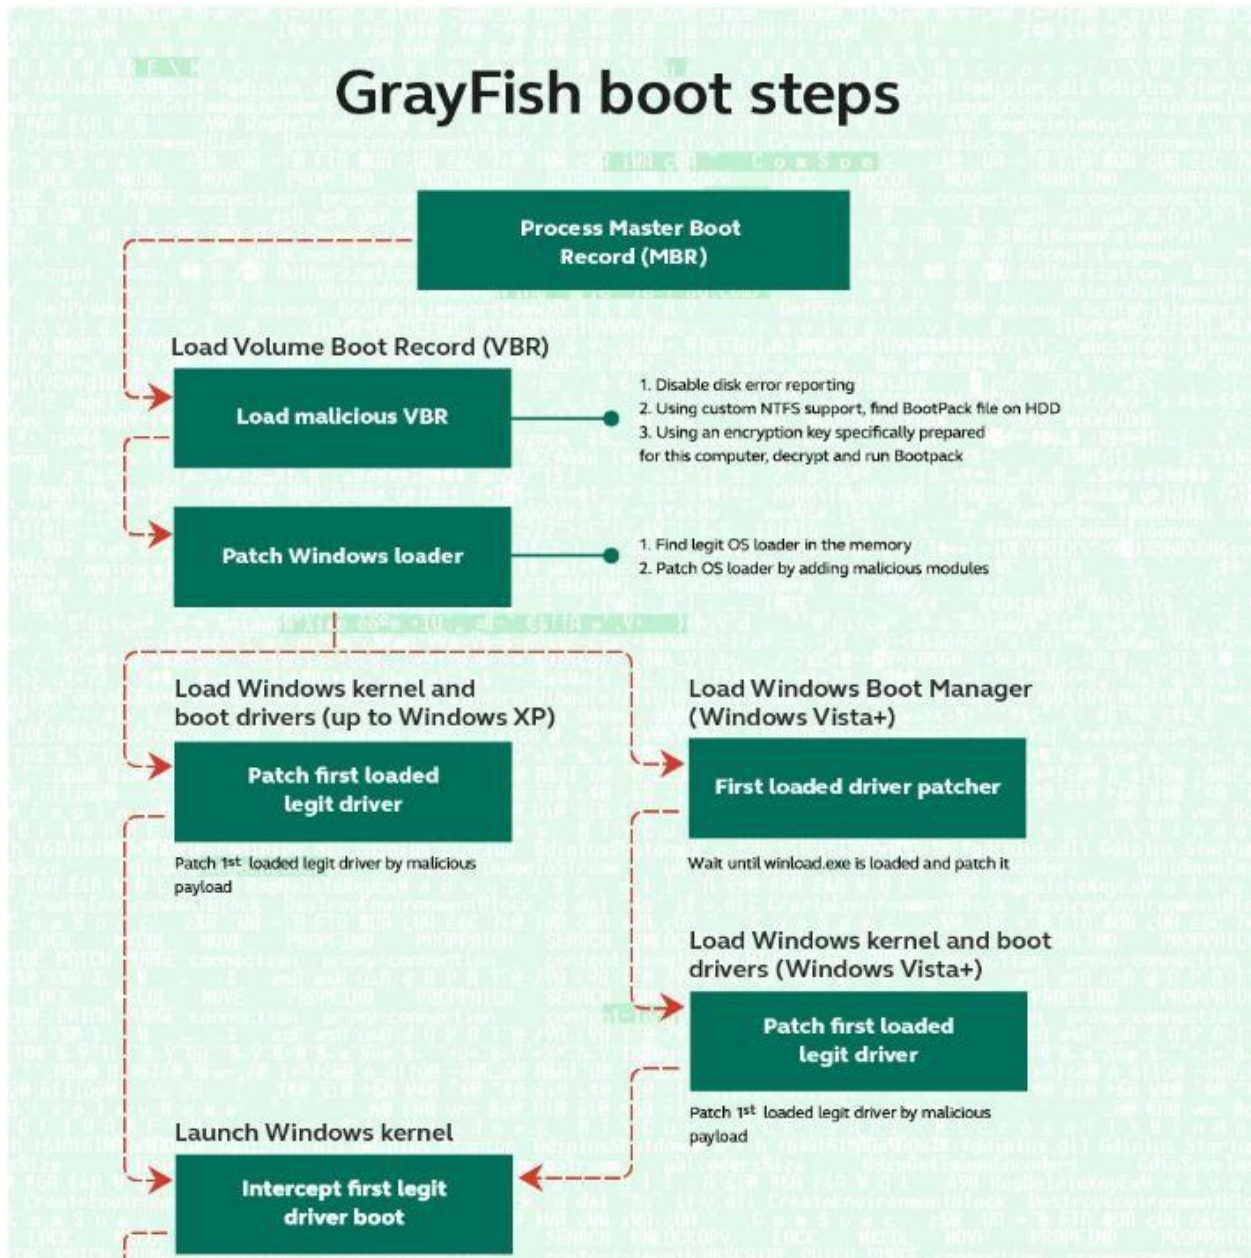 GrayFish boot steps
Process Master Boot
Record (MBR)
Load Volume Boot Record (VBR)
Load malicious VBR
1. Disable disk error reporting
2. Using custom NTFS support, find BootPack file on HDD
3. Using an encryption key specifically prepared
for this computer, decrypt and run Bootpack
Patch Windows loader
1. Find legit OS loader in the memory
2. Patch OS loader by adding malicious modules
Load Windows kernel and
boot drivers (up to Windows XP)
Patch first loaded
legit driver
Patch 1st loaded legit driver by malicious
payload
Load Windows Boot Manager
(Windows Vista+)
First loaded driver patcher
Wait until winload.exe is loaded and patch it
Load Windows kernel and boot
drivers (Windows Vista+)
Patch first loaded
legit driver
Patch 1st loaded legit driver by malicious
payload
Launch Windows kernel
Intercept first legit
driver boot